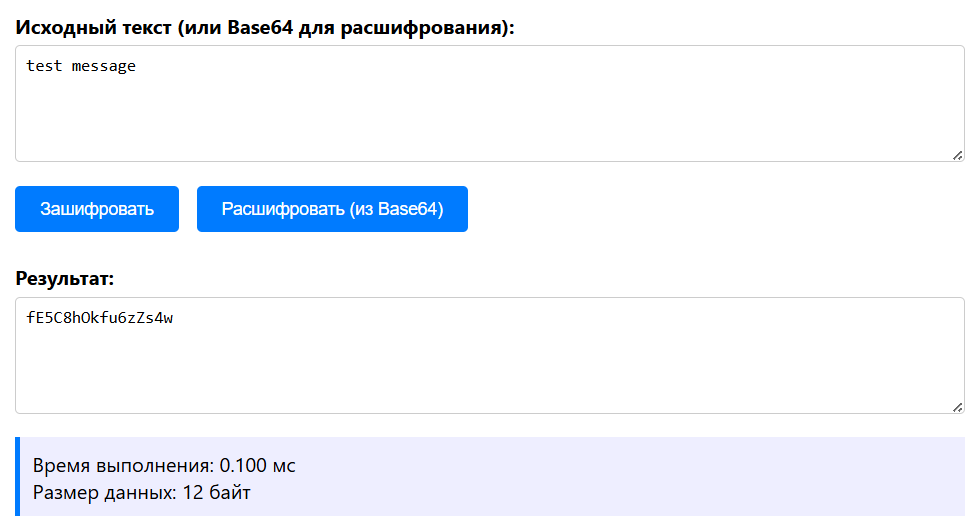 Исходный текст (или Base64 для расшифрования):
test message
Зашифровать
Расшифровать (из Base64)
Результат:
fE5C8hOkfu6zZs4w
Время выполнения: 0.100 мс
Размер данных: 12 байт